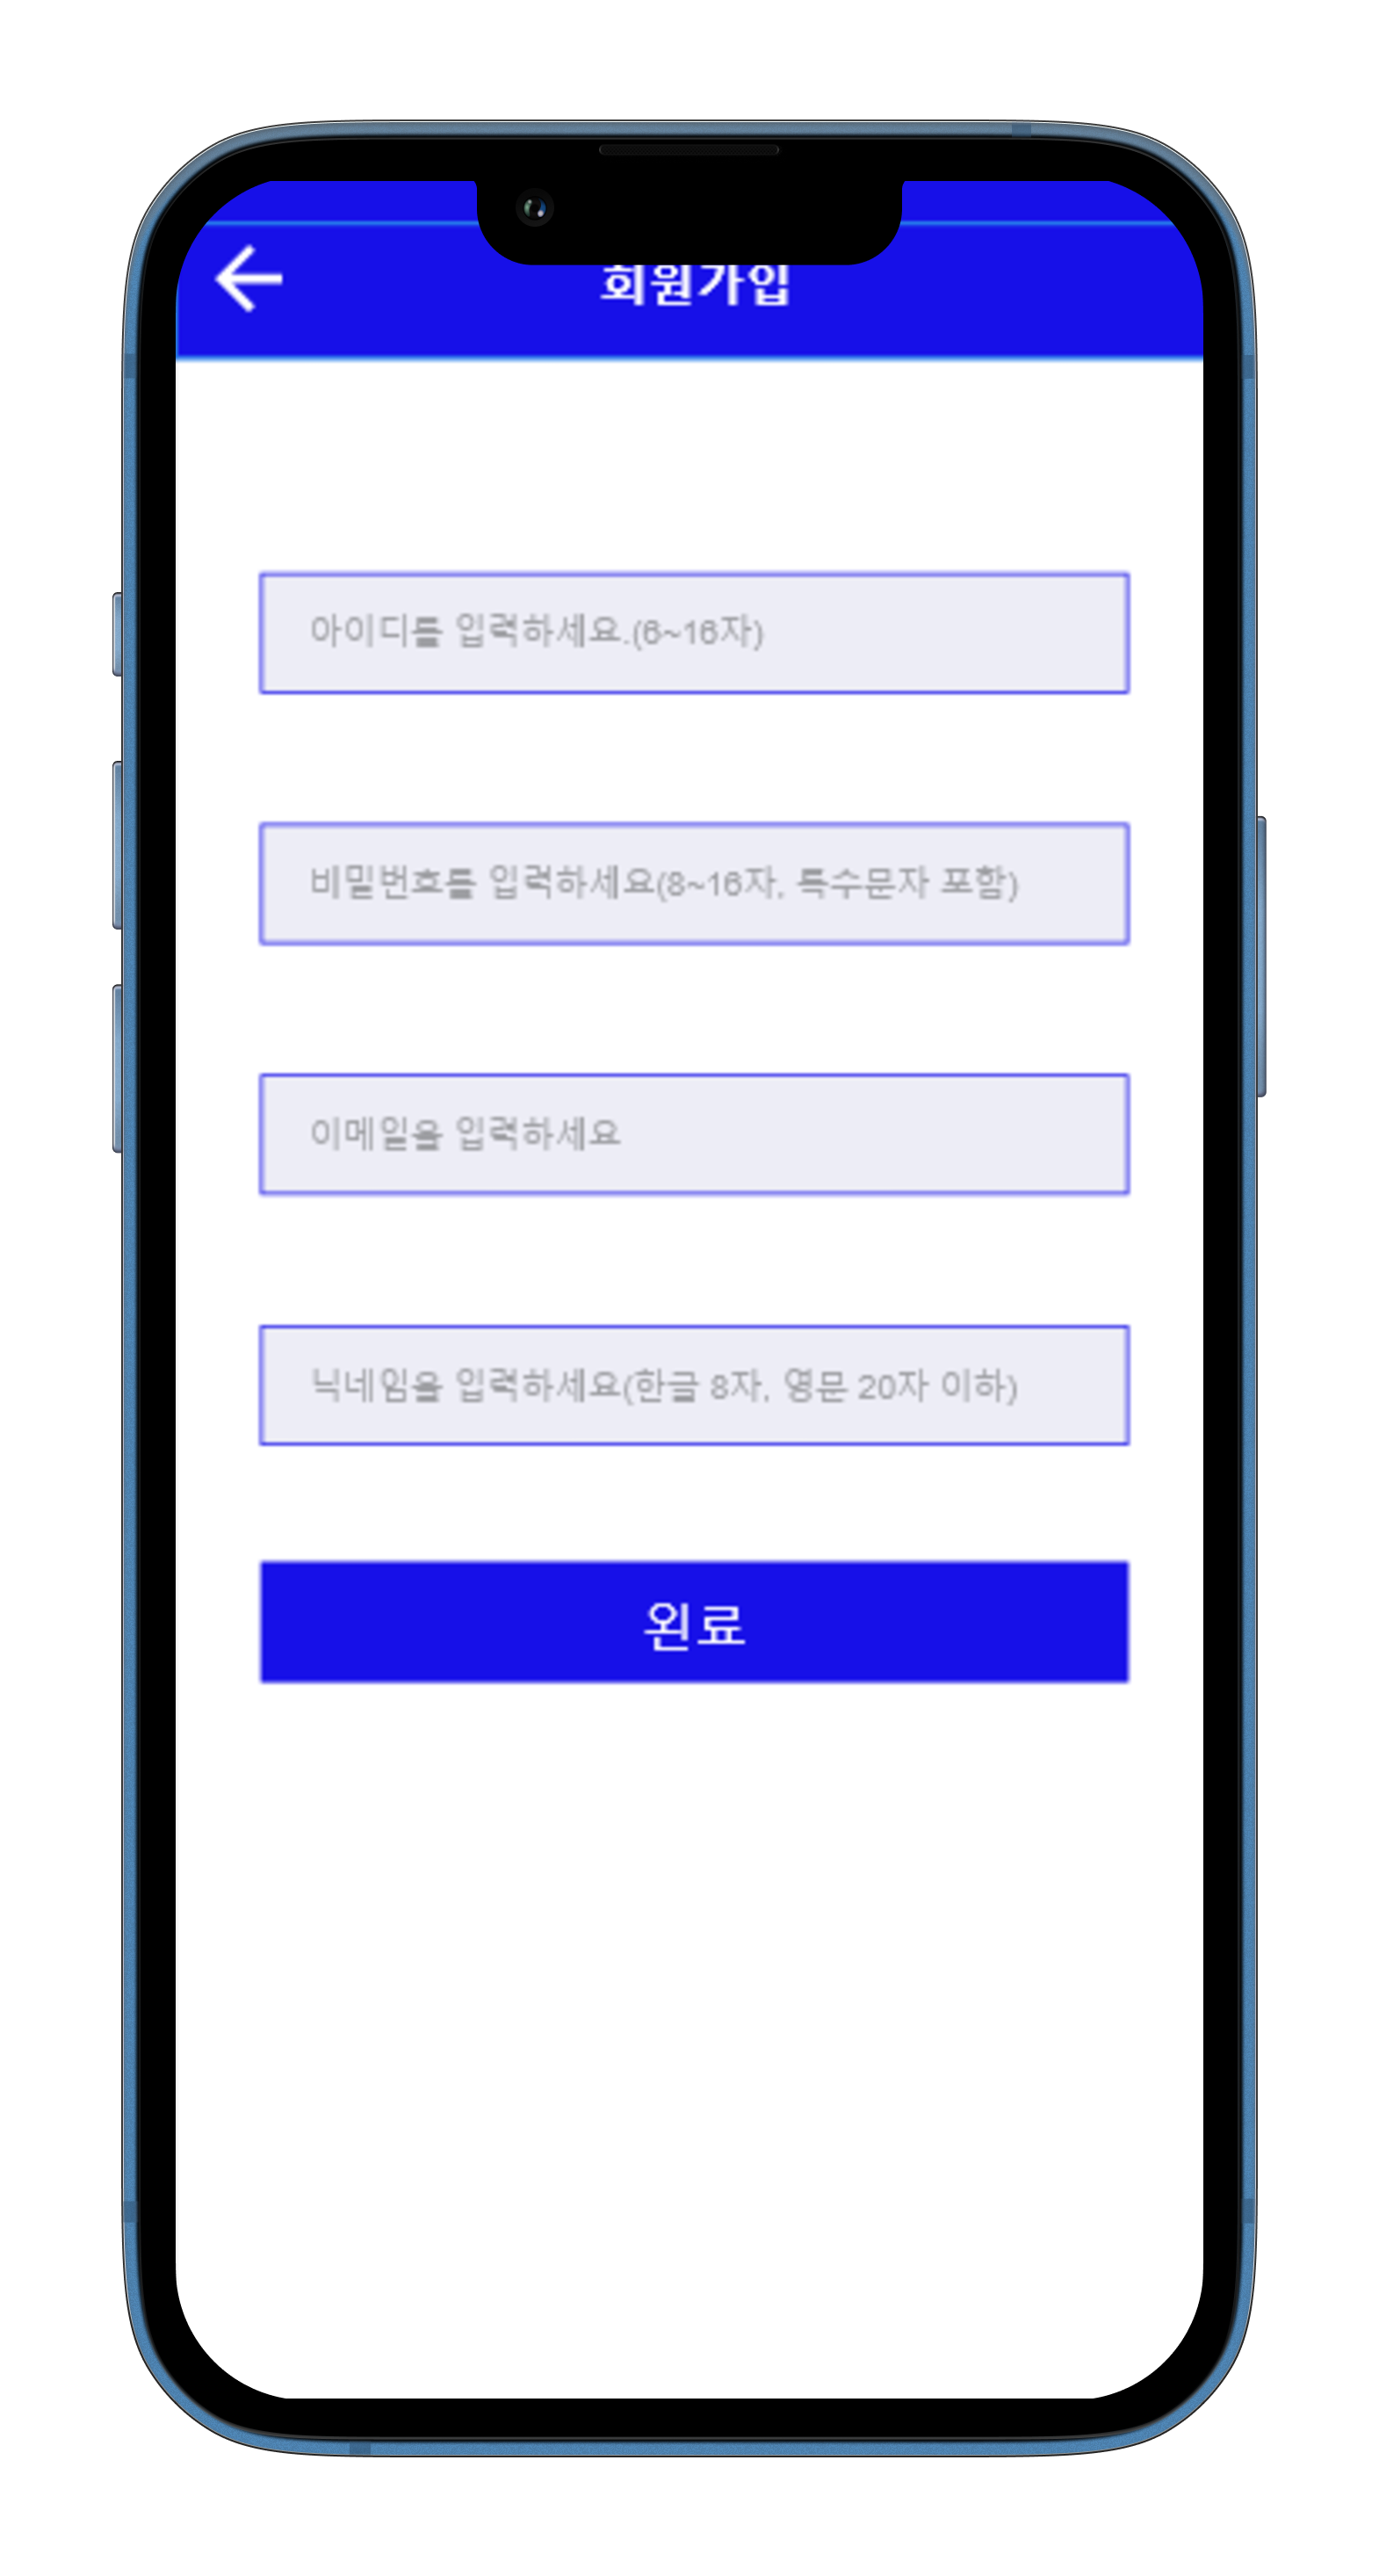 회원가입
아이디를 입력하세요.(6~16자)
비밀번호를 입력하세요(8~16자, 특수문자 포함)
이메일을 입력하세요
닉네임을 입력하세요(한글 8자, 영문 20자 이하)
왼료